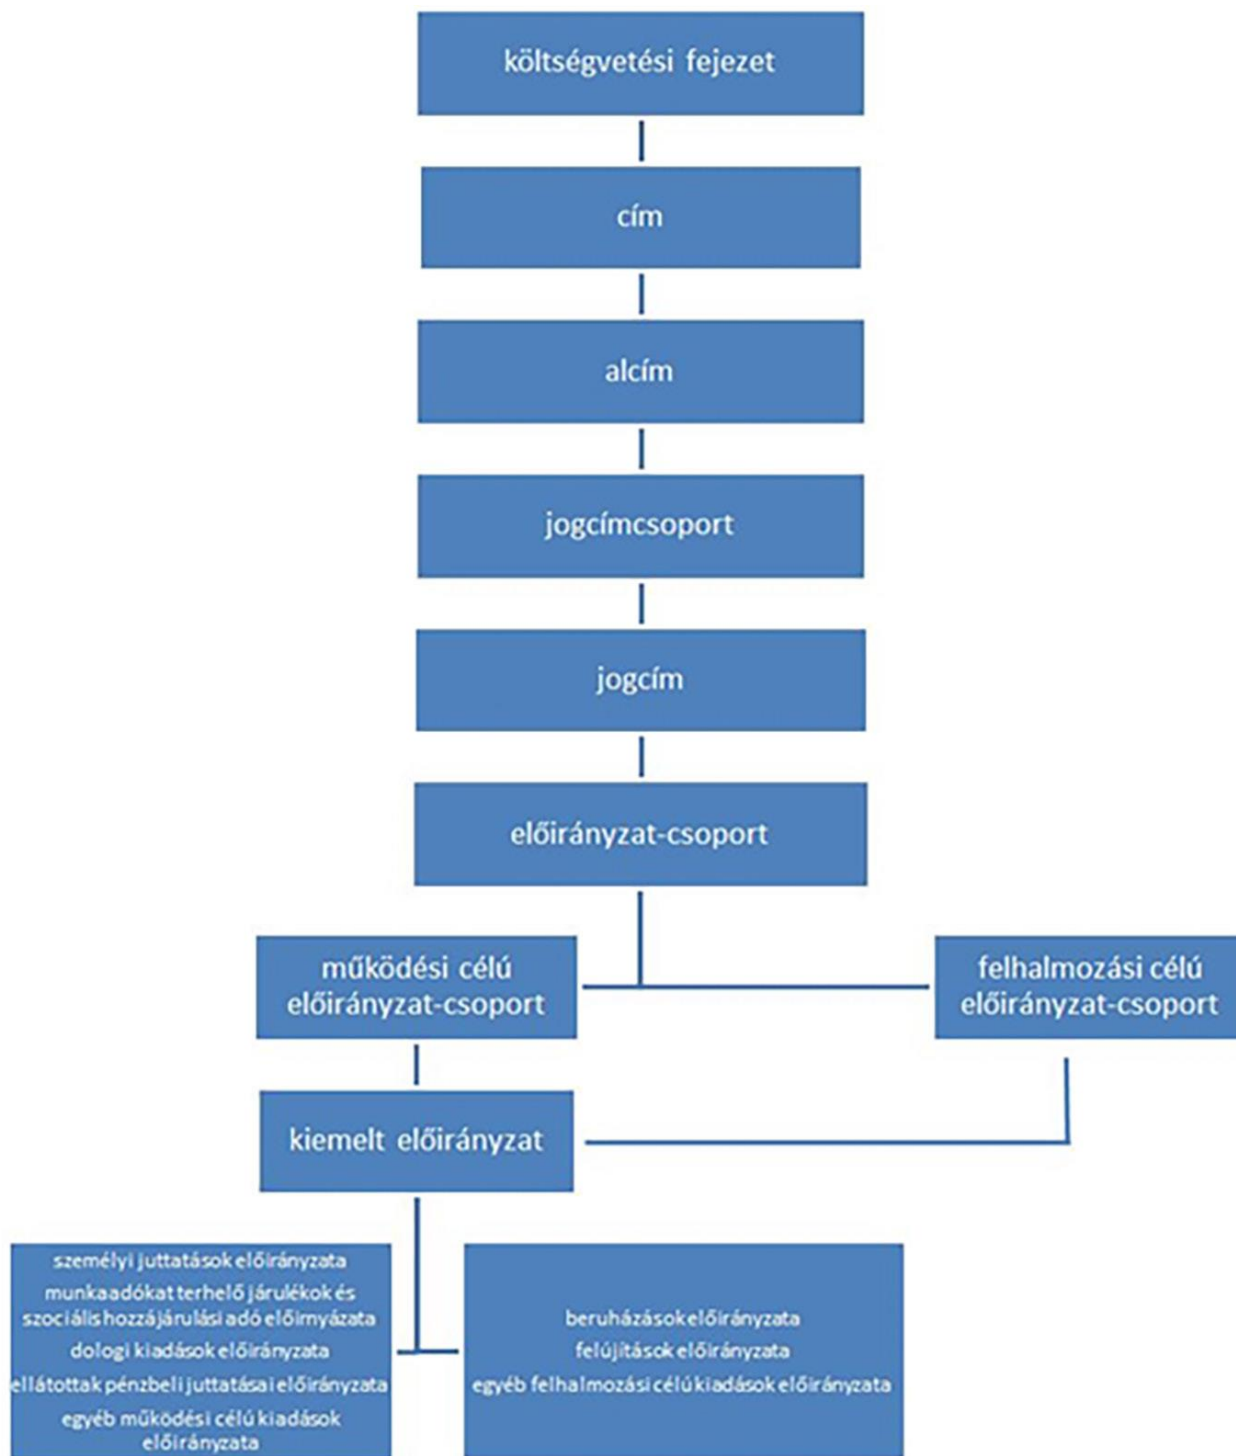 költségvetési fejezet
cím
alcím
jogcímcsoport
jogcím
előirányzat-csoport
működési célú
előirányzat-csoport
felhalmozási célú
előirányzat-csoport
kiemelt előirányzat
személyi juttatások előirányzata
munkaadókat terhelő járulékok és
szociális hozzájárulási adó előirnyázata
dologi kiadások előirányzata
ellátottak pénzbeli juttatásai előirányzata
egyéb működési célú kiadások
előirányzata
beruházások előirányzata
felújítások előirányzata
egyéb felhalmozási célú kiadások előirányzata